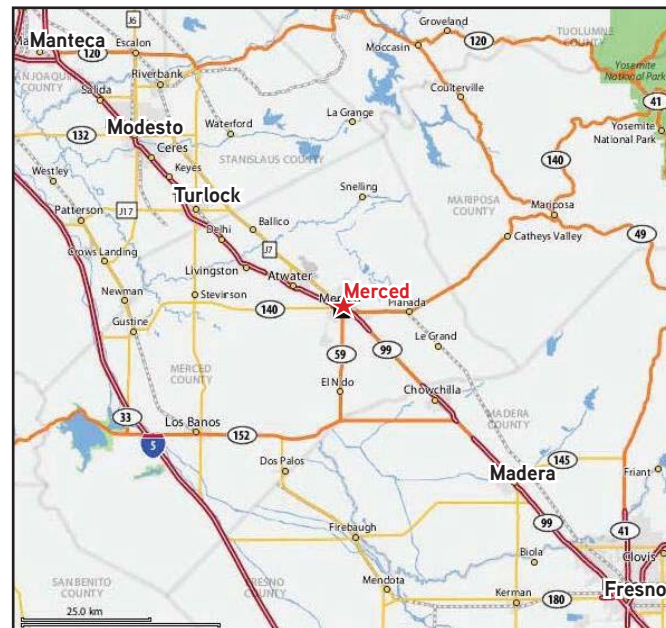 J6
Groveland
TUOLUMNE
COUNTY
Manteca
120
Escalon
Moccasin
120
SAN JOAQUIN
COUNTY
Riverbank
Yosemite
National Park
Salida
Coulterville
41
Modesto
Waterford
La Grange
132
Ceres
Yosemite
National Park
STANISLAUS COUNTY
140
Westley
Keyes
Turlock
Snelling
MARIPOSA
COUNTY
Mariposa
Patterson
J17
Ballico
49
Delhi
J7
Catheys Valley
Crows Landing
Livingston
Atwater
Newman
Stevinson
Merced
Planada
140
Gustine
Le Grand
59
99
MERCED
COUNTY
El Nido
Chowchilla
33
Los Banos
MADERA
COUNTY
152
5
Dos Palos
Madera
145
Friant
Firebaugh
99
41
Biola
Clovis
SAN BENITO
COUNTY
FRESNO
COUNTY
Mendota
Kerman
180
Fresno
25.0 km